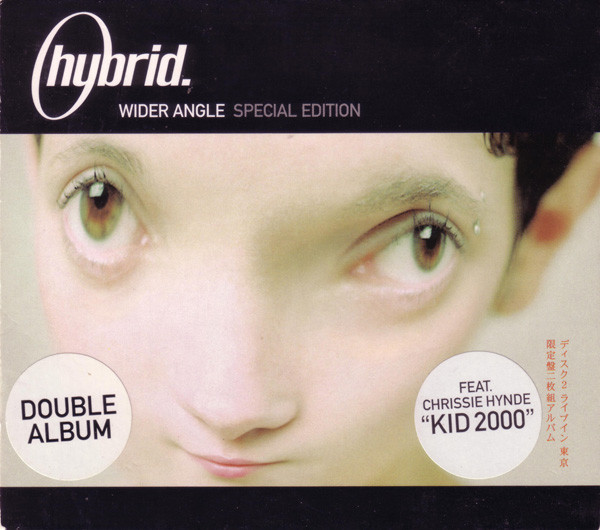 hybrid.
WIDER ANGLE SPECIAL EDITION
DOUBLE
ALBUM
FEAT.
CHRISSIE HYNDE
“KID 2000”
ディスク2 ライブイン 東京
限定盤二枚組アルバム